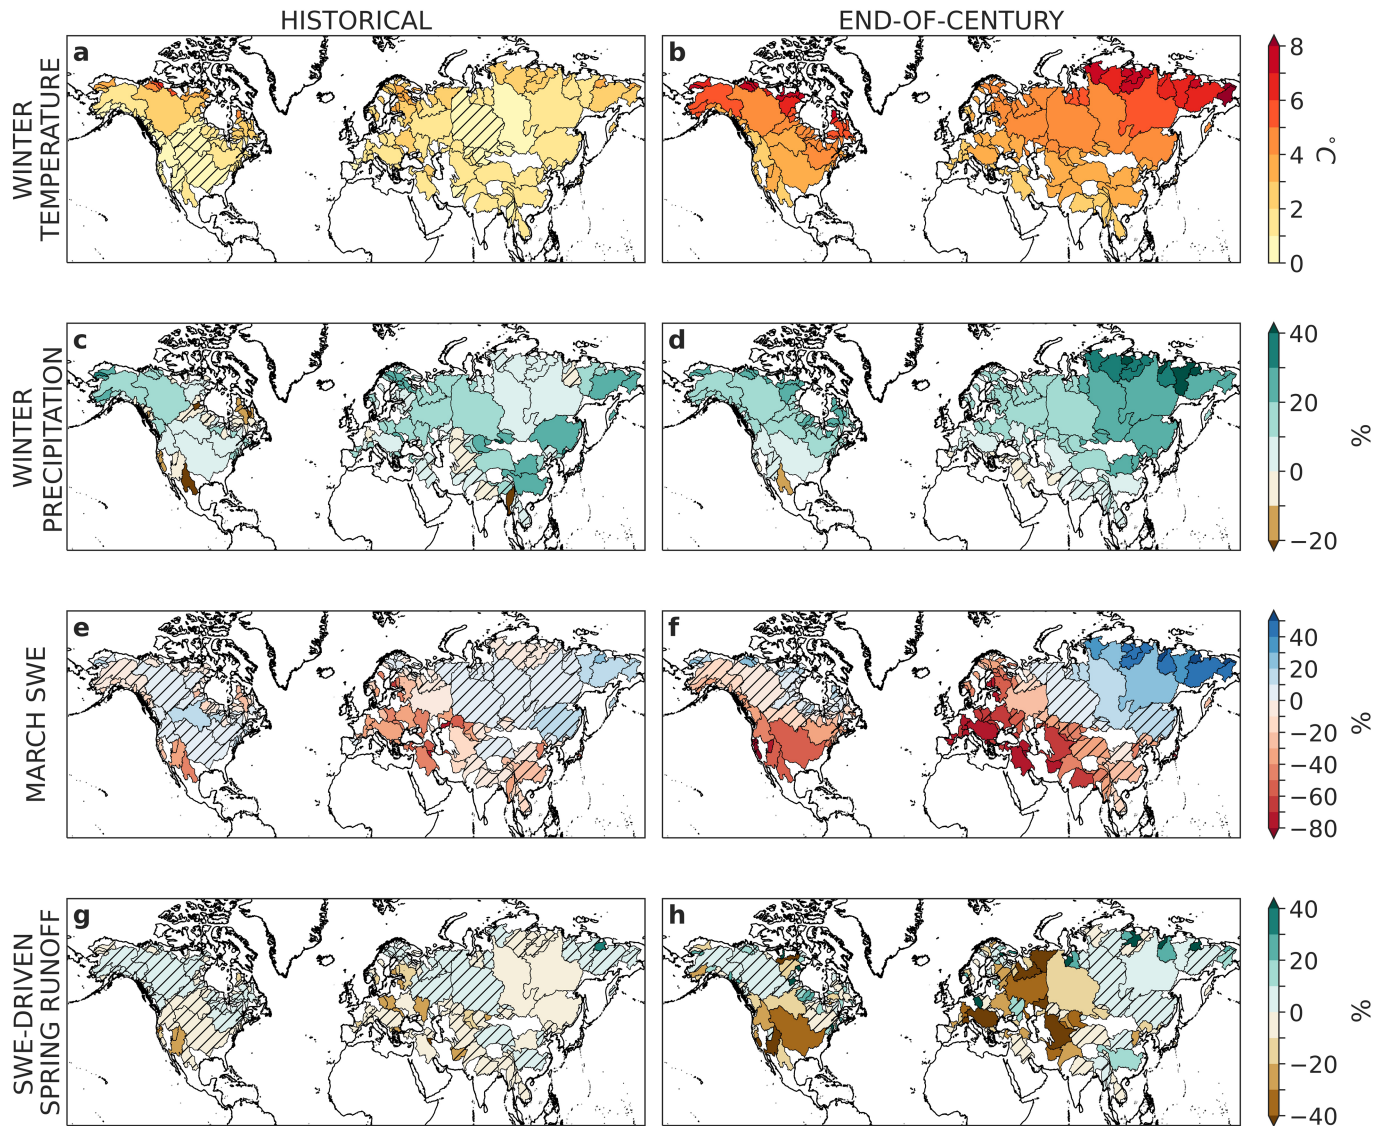 HISTORICAL
END-OF-CENTURY
WINTER
TEMPERATURE
a
b
8
6
4
2
0
°C
WINTER
PRECIPITATION
c
d
40
20
0
−20
%
MARCH SWE
e
f
40
20
0
−20
−40
−60
−80
%
SWE-DRIVEN
SPRING RUNOFF
g
h
40
20
0
−20
−40
%